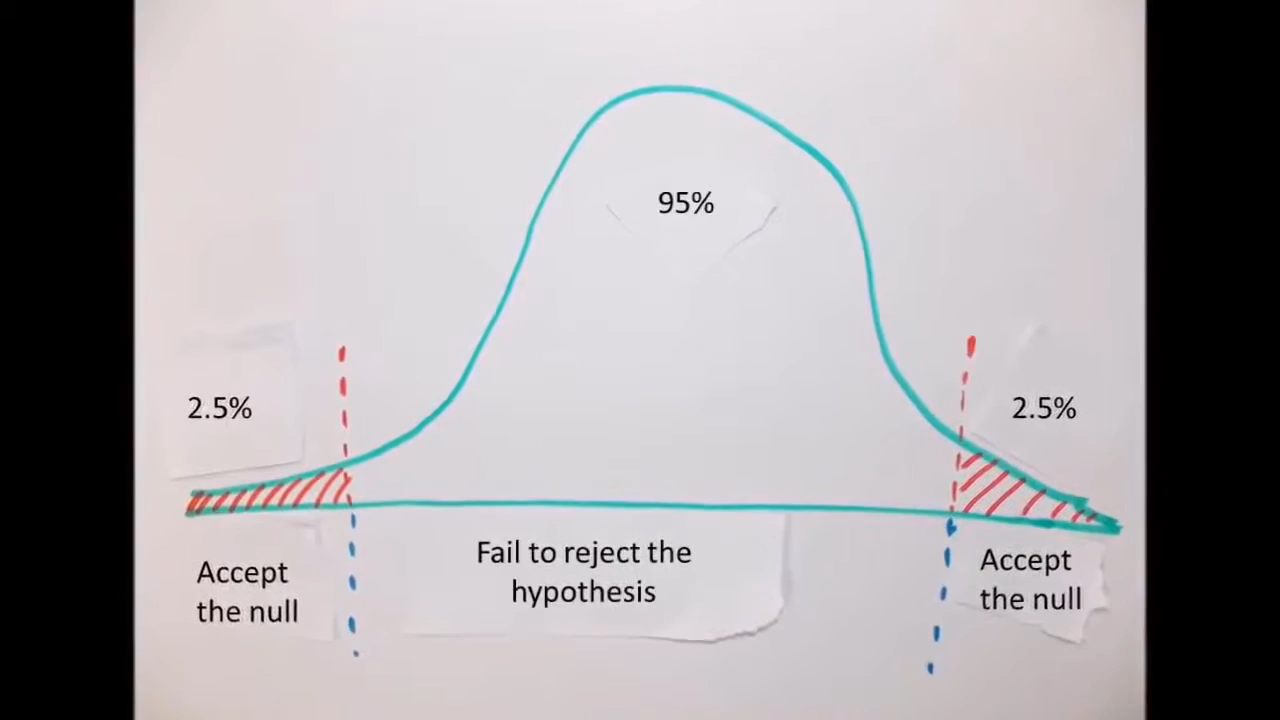 95%
2.5%
2.5%
Accept
the null
Fail to reject the
hypothesis
Accept
the null